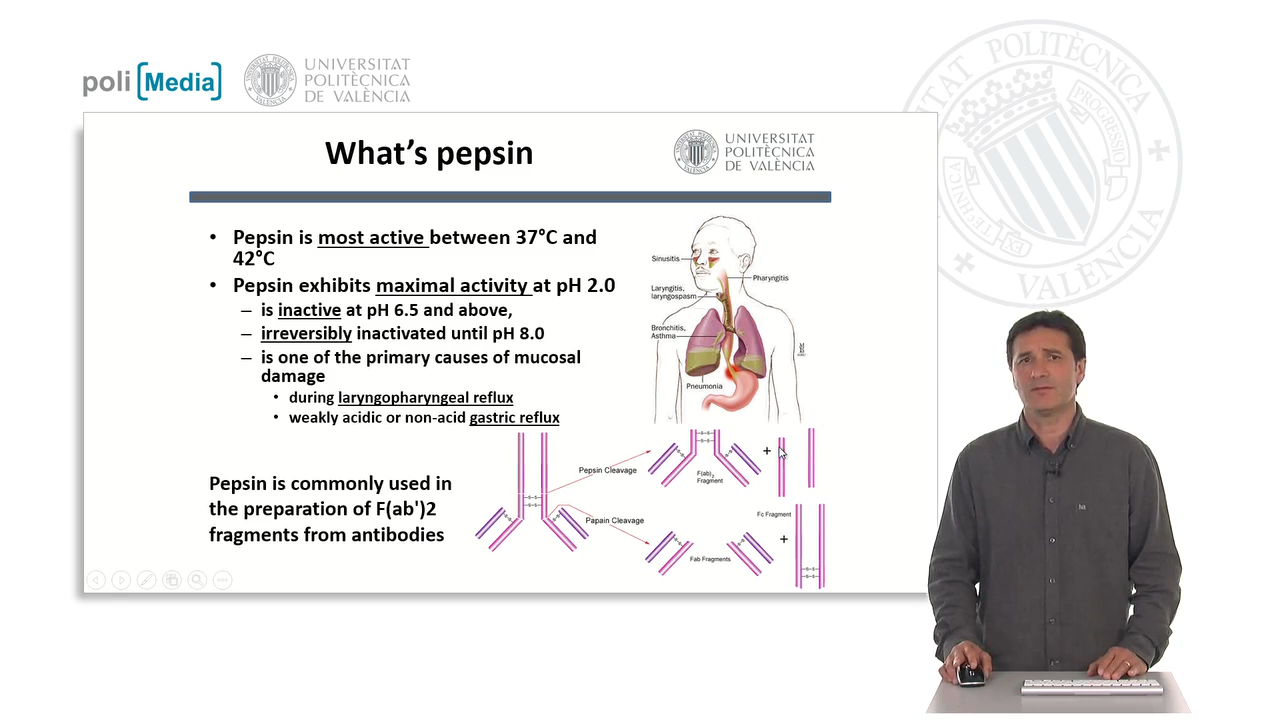 poli [Media]
UNIVERSITAT
POLITÈCNICA
DE VALÈNCIA
What's pepsin
UNIVERSITAT
POLITÈCNICA
DE VALÈNCIA
• Pepsin is most active between 37°C and
42°C
• Pepsin exhibits maximal activity at pH 2.0
– is inactive at pH 6.5 and above,
– irreversibly inactivated until pH 8.0
– is one of the primary causes of mucosal
damage
• during laryngopharyngeal reflux
• weakly acidic or non-acid gastric reflux
Pepsin is commonly used in
the preparation of F(ab')2
fragments from antibodies
Sinusitis
Pharyngitis
Laryngitis,
laryngospasm
Bronchitis,
Asthma
Pneumonia
Pepsin Cleavage
F(ab)2
Fragment
+
Papain Cleavage
Fc Fragment
+
Fab Fragments
-S-S-
-S-S-
POLITÈCNICA
PROGRESSIO
VALÈNCIA